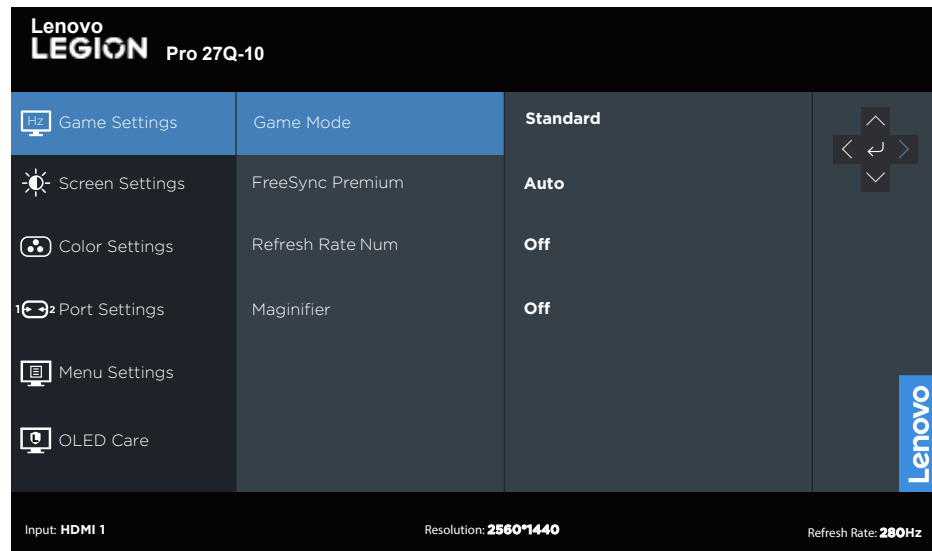 Lenovo
LEGION Pro 27Q-10
Hz Game Settings Game Mode Standard
Screen Settings FreeSync Premium Auto
Color Settings Refresh Rate Num Off
1 2 Port Settings Maginifier Off
Menu Settings
OLED Care
Lenovo
Input: HDMI 1 Resolution: 2560*1440 Refresh Rate: 280Hz